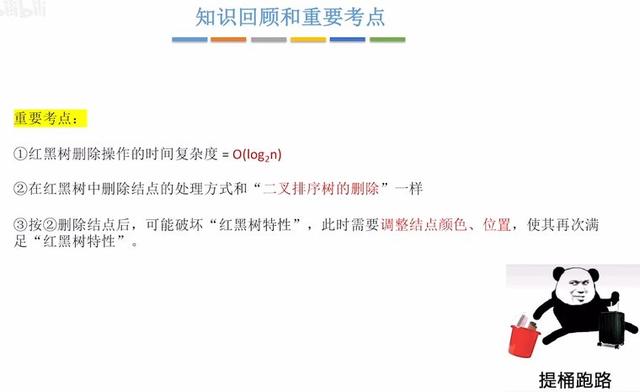 知识回顾和重要考点
重要考点：
①红黑树删除操作的时间复杂度 = O(log₂n)
②在红黑树中删除结点的处理方式和“二叉排序树的删除”一样
③按②删除结点后，可能破坏“红黑树特性”，此时需要调整结点颜色、位置，使其再次满
足“红黑树特性”。
提桶跑路